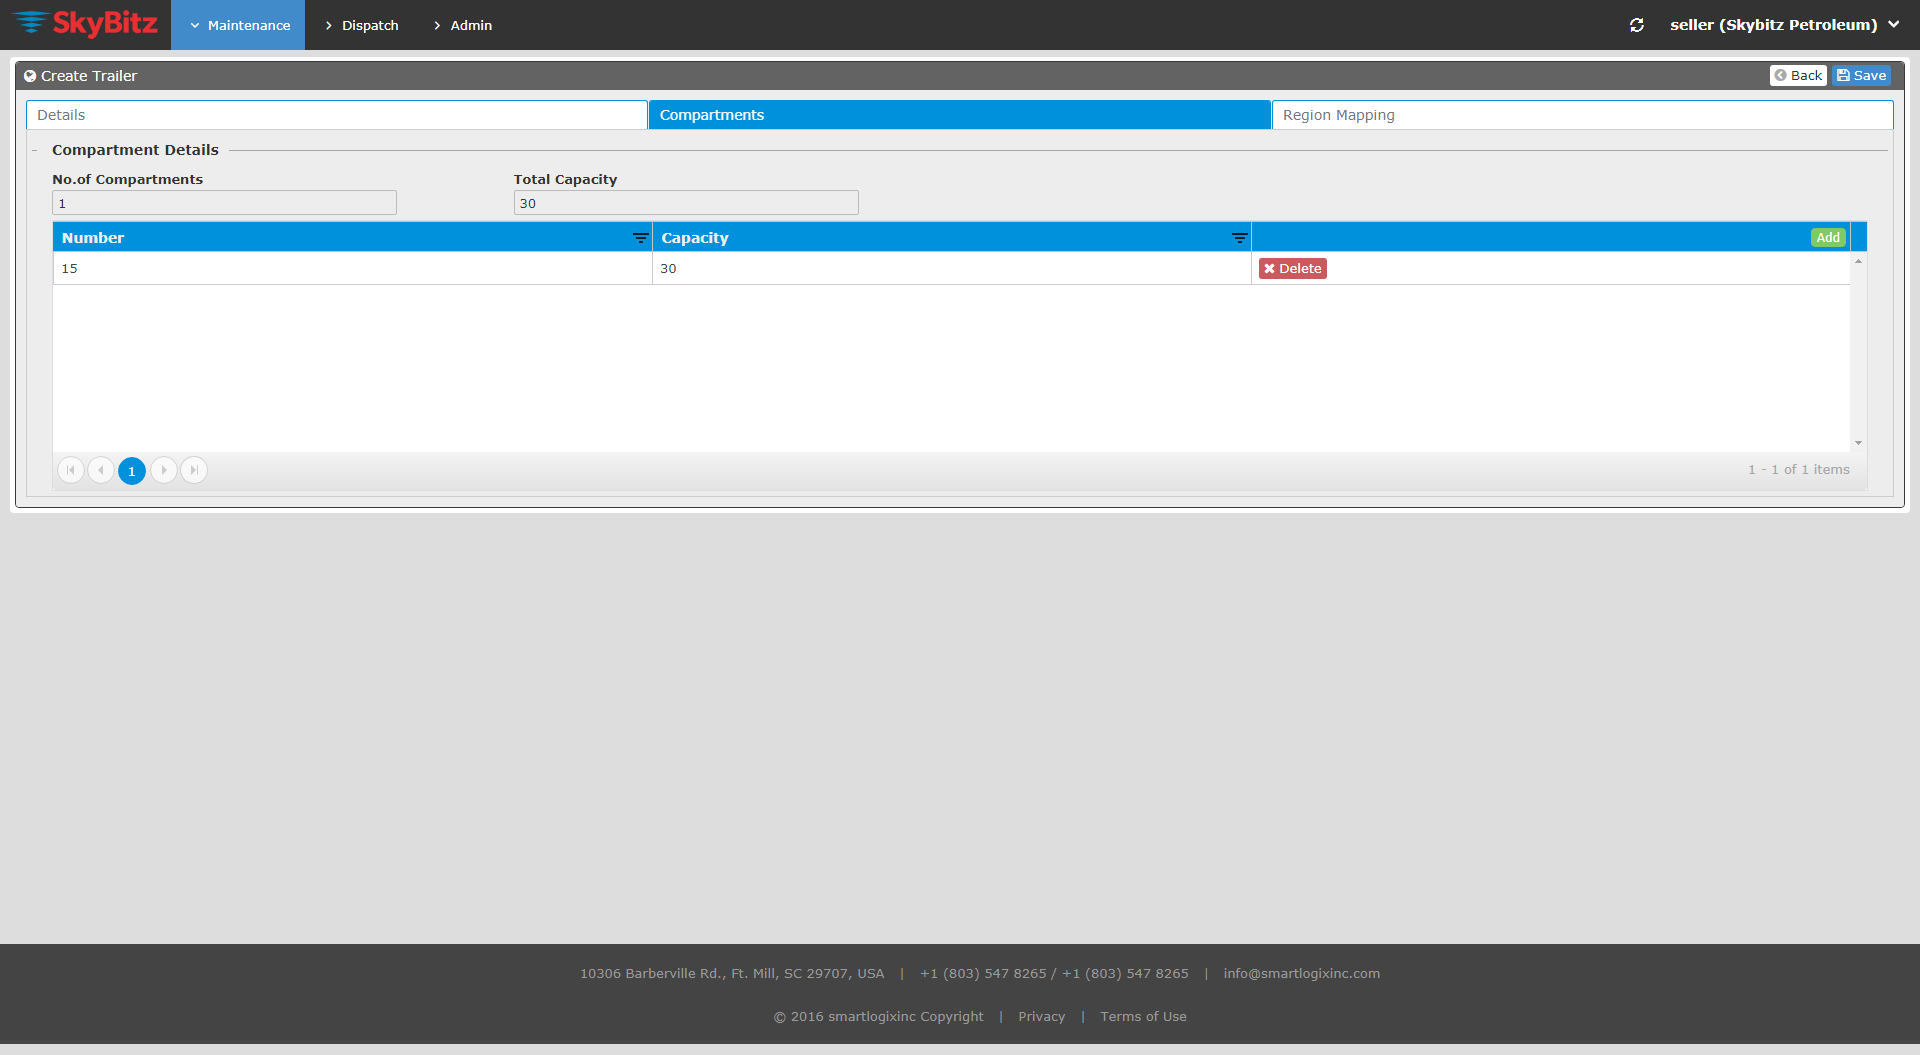 SkyBitz Maintenance Dispatch Admin seller (Skybitz Petroleum)
Create Trailer Back Save
Details Compartments Region Mapping
Compartment Details
No.of Compartments Total Capacity
1 30
Number Capacity Add
15 30 Delete
1 1 - 1 of 1 items
10306 Barberville Rd., Ft. Mill, SC 29707, USA | +1 (803) 547 8265 / +1 (803) 547 8265 | info@smartlogixinc.com
© 2016 smartlogixinc Copyright | Privacy | Terms of Use